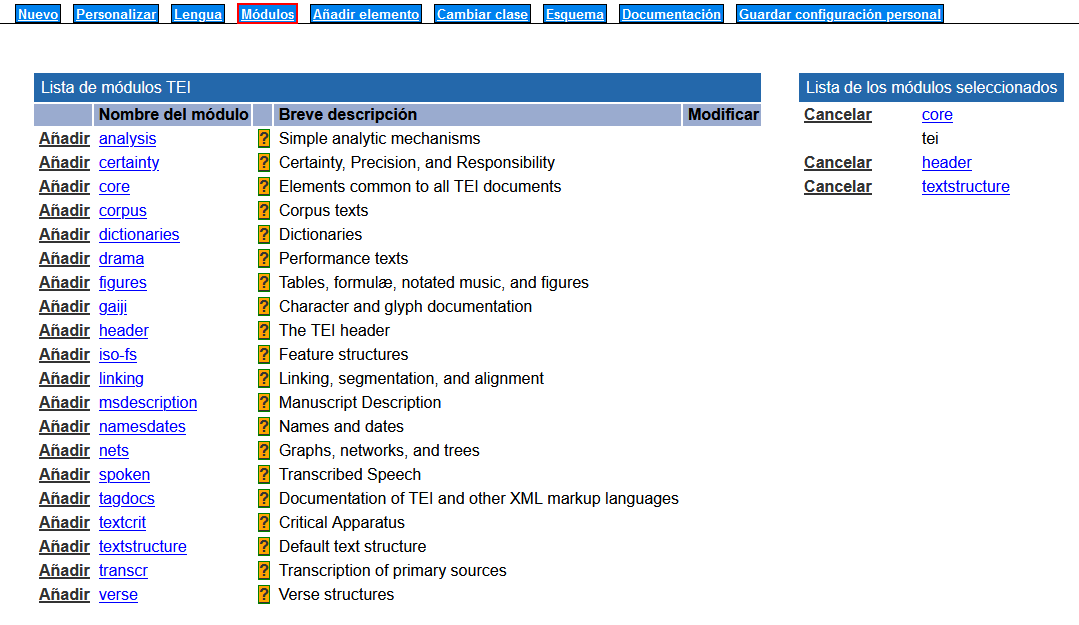 Nuevo Personalizar Lengua Módulos Añadir elemento Cambiar clase Esquema Documentación Guardar configuración personal
Lista de módulos TEI
Nombre del módulo Breve descripción Modificar
Añadir analysis ? Simple analytic mechanisms
Añadir certainty ? Certainty, Precision, and Responsibility
Añadir core ? Elements common to all TEI documents
Añadir corpus ? Corpus texts
Añadir dictionaries ? Dictionaries
Añadir drama ? Performance texts
Añadir figures ? Tables, formulæ, notated music, and figures
Añadir gaiji ? Character and glyph documentation
Añadir header ? The TEI header
Añadir iso-fs ? Feature structures
Añadir linking ? Linking, segmentation, and alignment
Añadir msdescription ? Manuscript Description
Añadir namesdates ? Names and dates
Añadir nets ? Graphs, networks, and trees
Añadir spoken ? Transcribed Speech
Añadir tagdocs ? Documentation of TEI and other XML markup languages
Añadir textcrit ? Critical Apparatus
Añadir textstructure ? Default text structure
Añadir transcr ? Transcription of primary sources
Añadir verse ? Verse structures
Lista de los módulos seleccionados
Cancelar core
tei
Cancelar header
Cancelar textstructure